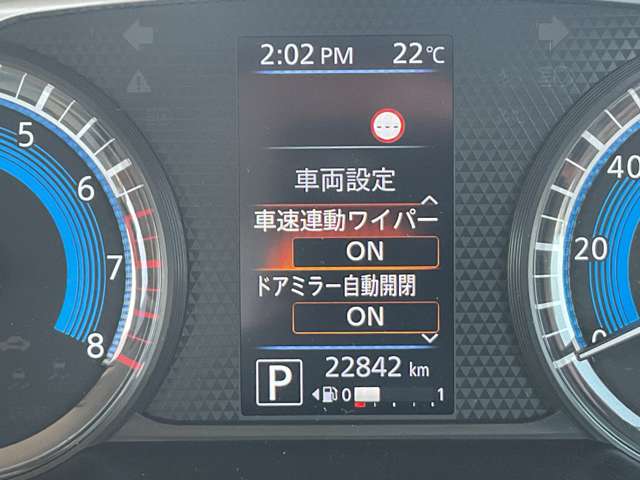 2:02 PM 22℃
---
車両設定
車速連動ワイパー
ON
ドアミラー自動開閉
ON
P 22842 km
0 1
5
6
7
8
40
20
0